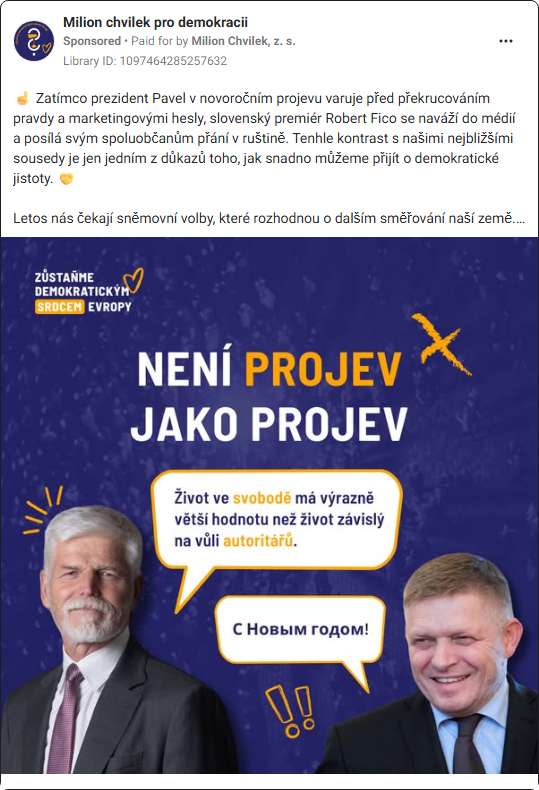 Milion chvilek pro demokracii
Sponsored • Paid for by Milion Chvilek, z. s.
Library ID: 1097464285257632
☝️ Zatímco prezident Pavel v novoročním projevu varuje před překrucováním
pravdy a marketingovými hesly, slovenský premiér Robert Fico se naváží do médií
a posílá svým spoluobčanům přání v ruštině. Tenhle kontrast s našimi nejbližšími
sousedy je jen jedním z důkazů toho, jak snadno můžeme přijít o demokratické
jistoty. 🤝
Letos nás čekají sněmovní volby, které rozhodnou o dalším směřování naší země....
ZŮSTAŇME
DEMOKRATICKÝM
SRDCEM EVROPY
NENÍ PROJEV
JAKO PROJEV
Život ve svobodě má výrazně
větší hodnotu než život závislý
na vůli autoritářů.
С Новым годом!